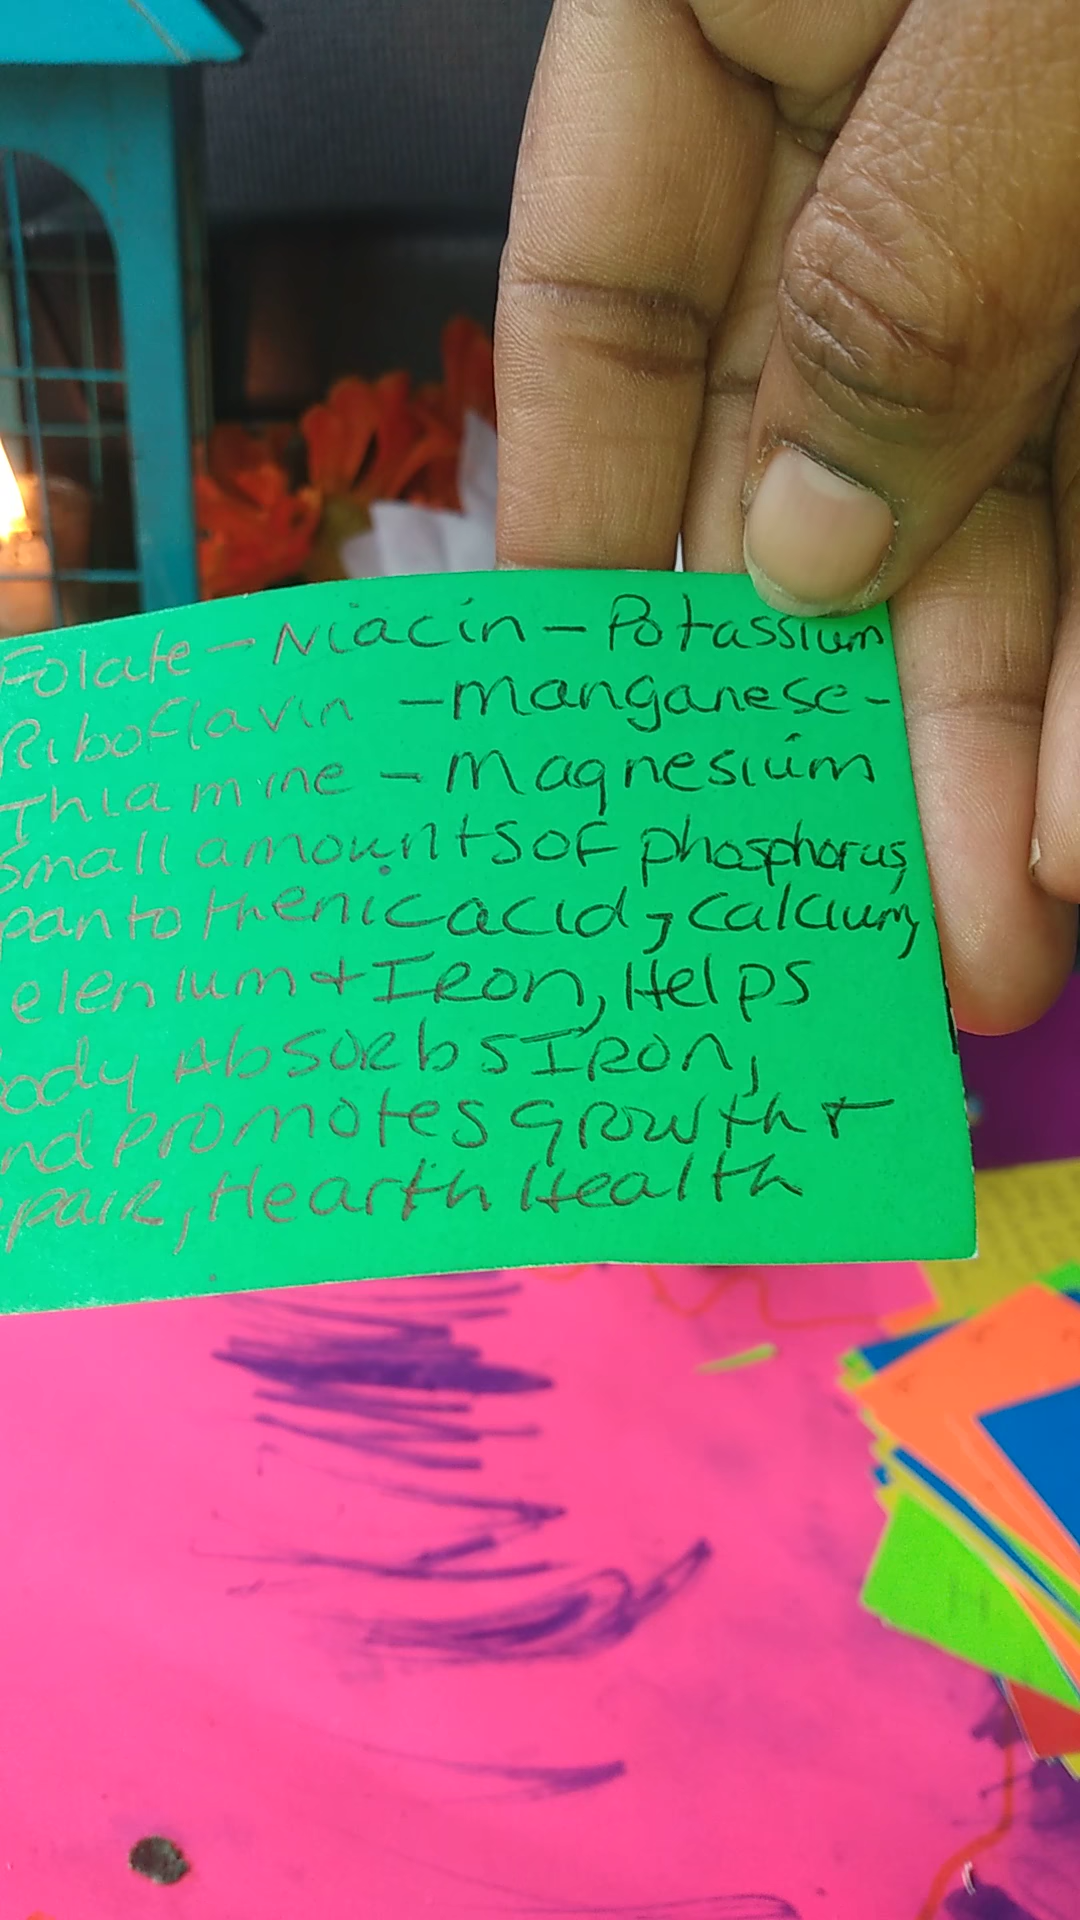 Folate - Niacin - Potassium
Riboflavin - Manganese -
Thiamine - Magnesium
Small amounts of phosphorus,
pantothenic acid, Calcium,
elenium + Iron, Helps
body Absorbs Iron,
nd promotes growth +
pair, Hearth Health